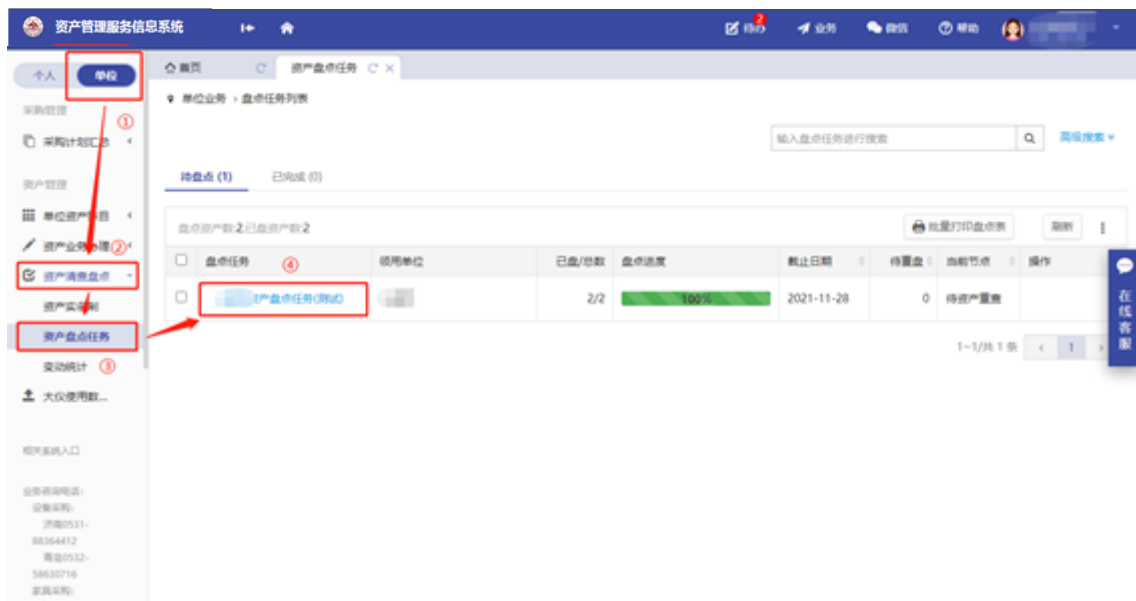 资产管理服务信息系统
待办 2
业务
微信
帮助
个人
单位
首页
资产盘点任务
单位业务 > 盘点任务列表
采购管理
①
采购计划汇总
输入盘点任务进行搜索
高级搜索
待盘点 (1)
已完成 (0)
资产管理
单位资产
盘点资产数:2,已盘资产数:2
批量打印盘点表
刷新
资产业务办理
②
盘点任务
④
领用单位
已盘/总数
盘点进度
截止日期
待重盘
当前节点
操作
资产清查盘点
产盘点任务(测试)
2/2
100%
2021-11-28
0
待资产重查
在线客服
资产盘点任务
1-1/共 1 条
1
变动统计
③
大仪使用数...
相关系统入口
业务咨询电话:
设备采购:
济南0531-
88364412
青岛0532-
58630716
家具采购: